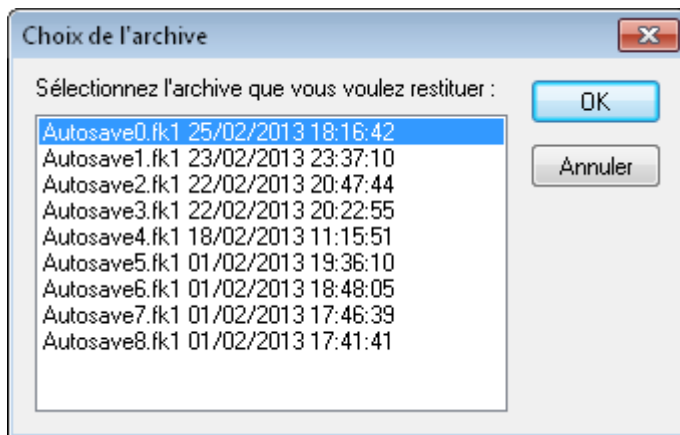 Choix de l'archive
Sélectionnez l'archive que vous voulez restituer :
OK
Annuler
Autosave0.fk1 25/02/2013 18:16:42
Autosave1.fk1 23/02/2013 23:37:10
Autosave2.fk1 22/02/2013 20:47:44
Autosave3.fk1 22/02/2013 20:22:55
Autosave4.fk1 18/02/2013 11:15:51
Autosave5.fk1 01/02/2013 19:36:10
Autosave6.fk1 01/02/2013 18:48:05
Autosave7.fk1 01/02/2013 17:46:39
Autosave8.fk1 01/02/2013 17:41:41